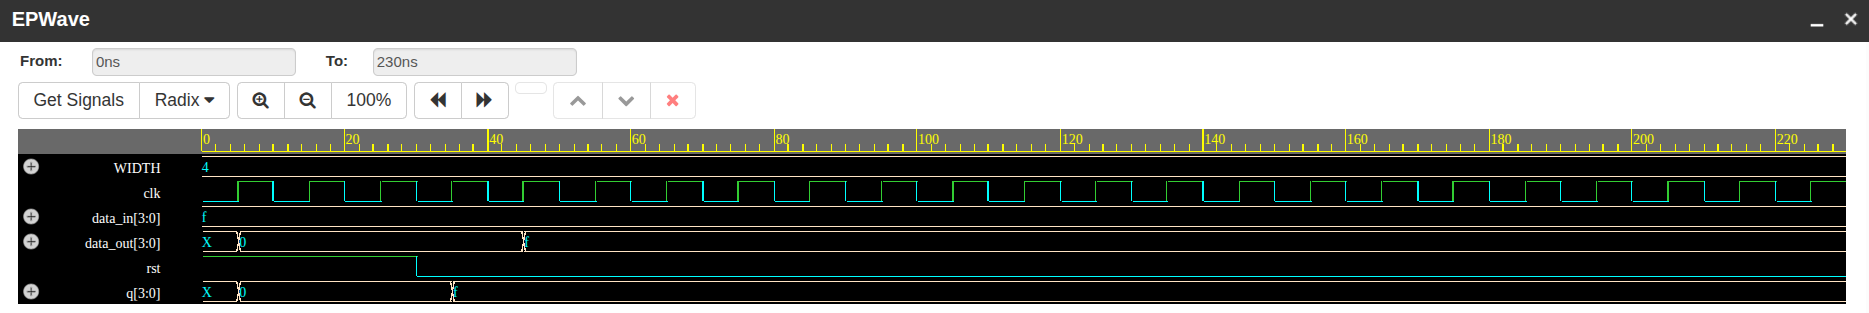 EPWave
From: 0ns To: 230ns
Get Signals Radix 100%
0 20 40 60 80 100 120 140 160 180 200 220
WIDTH 4
clk
data_in[3:0] f
data_out[3:0] X 0 f
rst
q[3:0] X 0 f